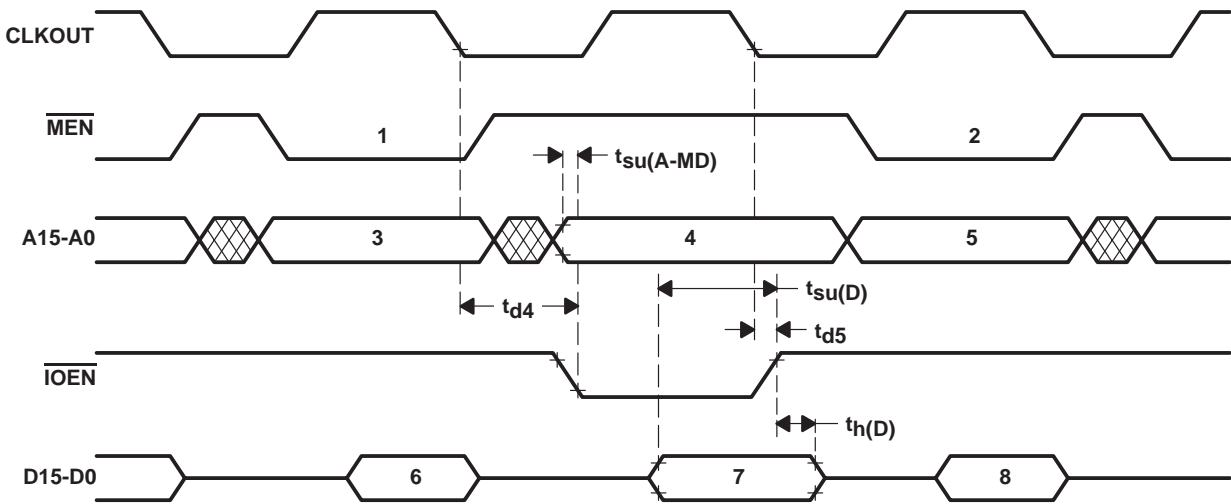 CLKOUT
MEN
1
2
tsu(A-MD)
A15-A0
3
4
5
td4
tsu(D)
td5
IOEN
th(D)
D15-D0
6
7
8